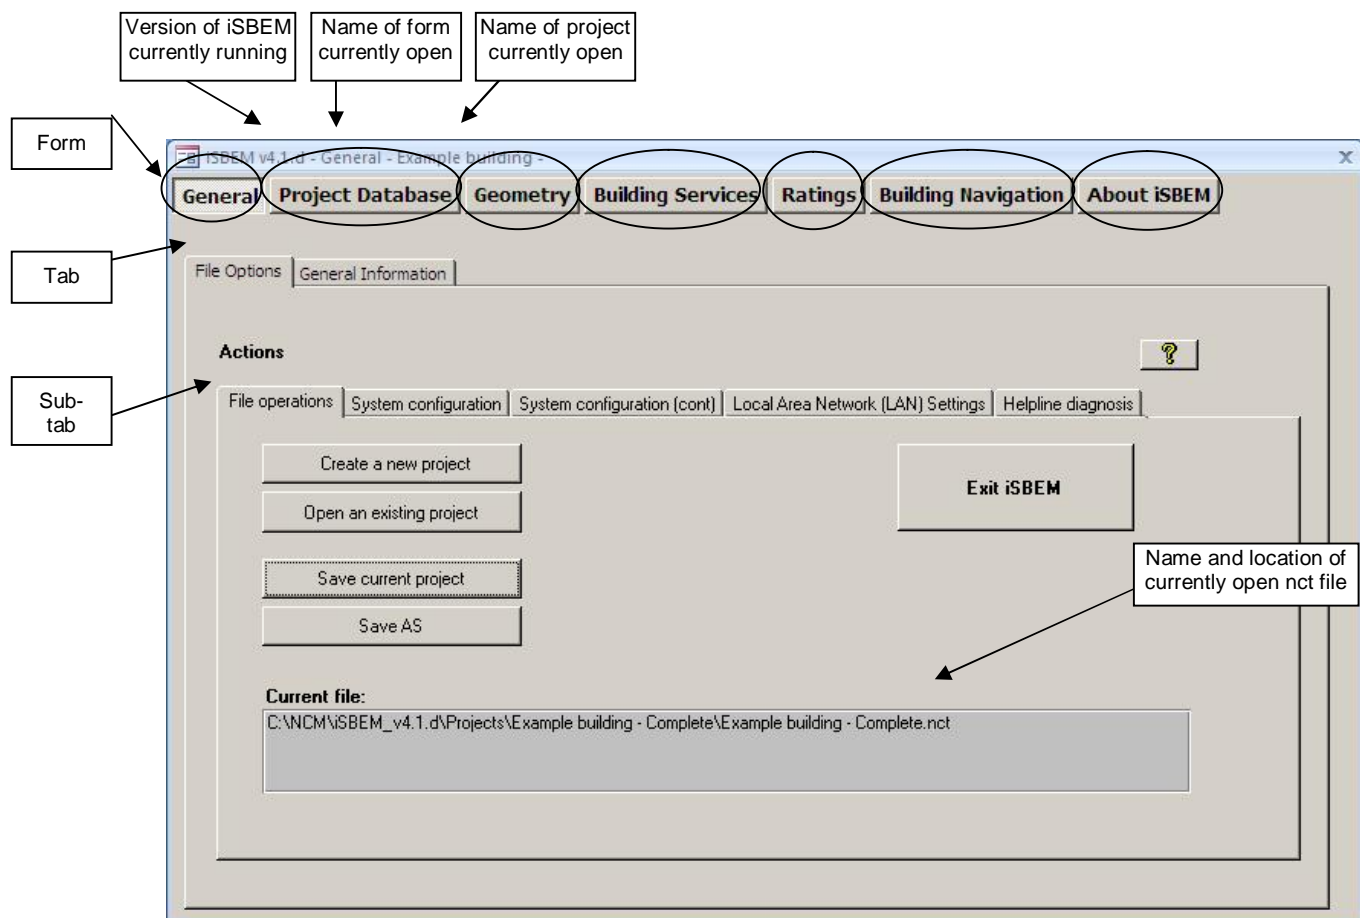 Version of iSBEM
currently running
Name of form
currently open
Name of project
currently open
Form
iSBEM v4.1.d - General - Example building -
General
Project Database
Geometry
Building Services
Ratings
Building Navigation
About iSBEM
Tab
File Options
General Information
Actions
?
Sub-
tab
File operations
System configuration
System configuration (cont)
Local Area Network (LAN) Settings
Helpline diagnosis
Create a new project
Exit iSBEM
Open an existing project
Name and location of
currently open nct file
Save current project
Save AS
Current file:
C:\NCM\iSBEM_v4.1.d\Projects\Example building - Complete\Example building - Complete.nct